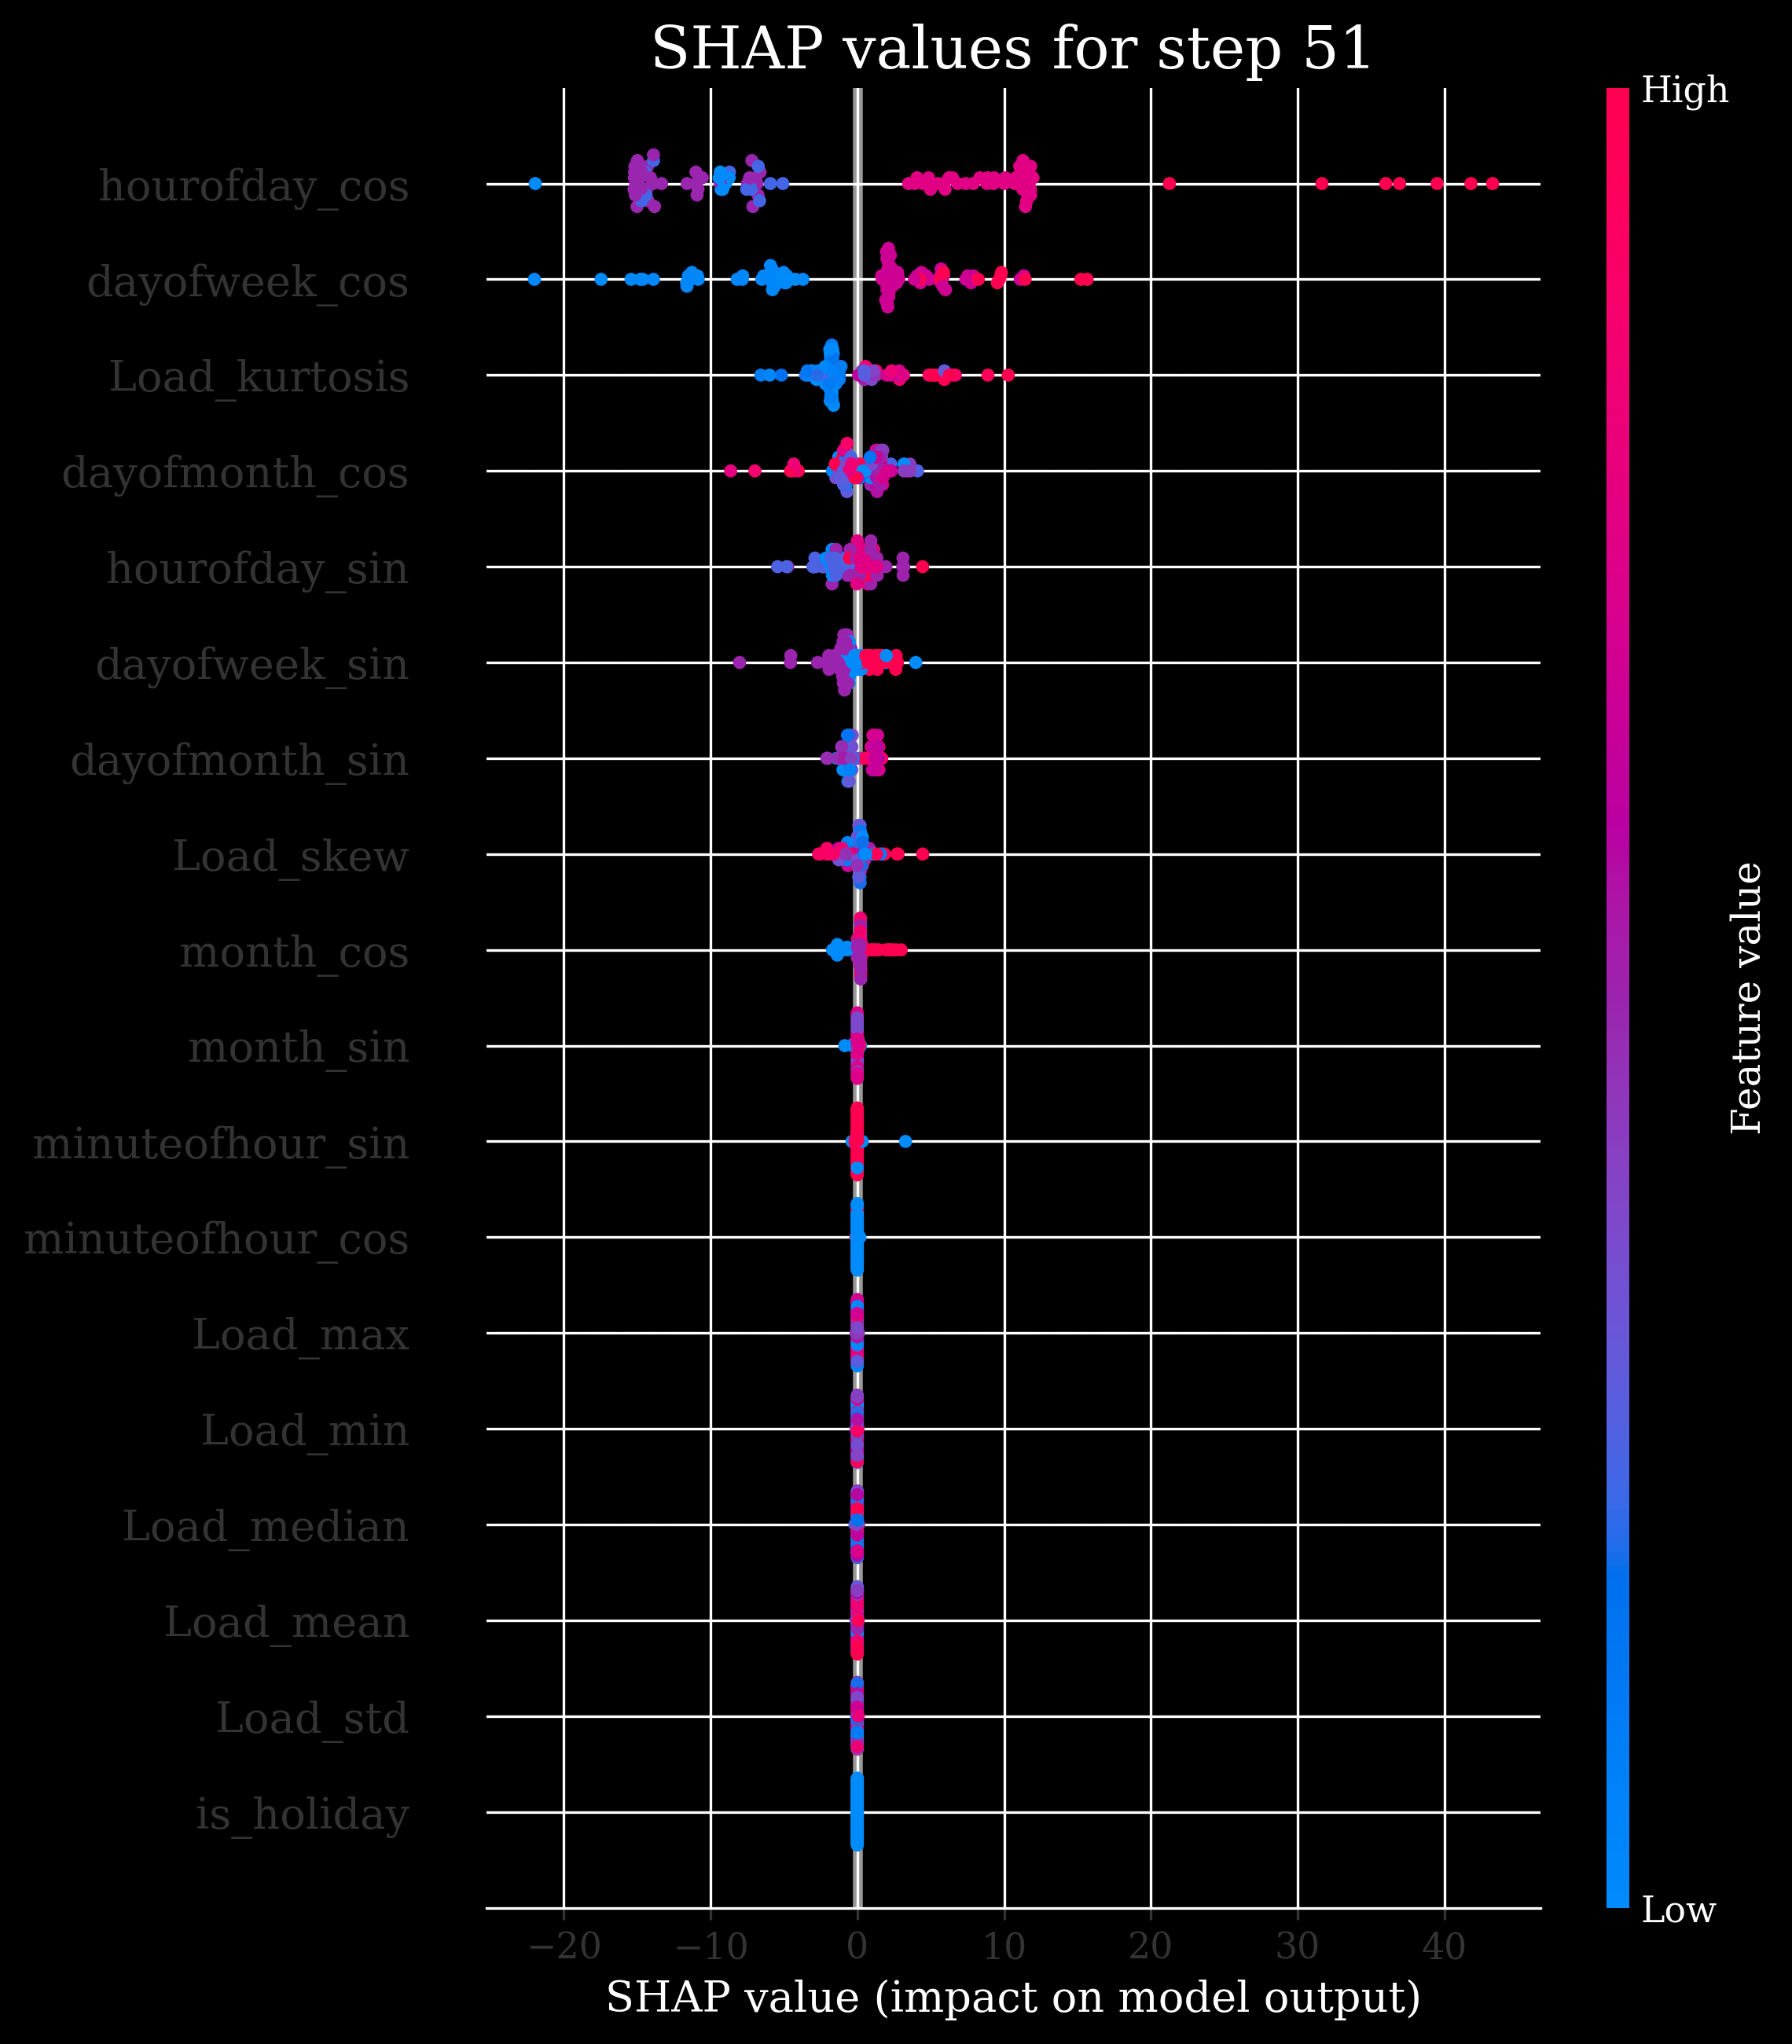 SHAP values for step 51
High
hourofday_cos
dayofweek_cos
Load_kurtosis
dayofmonth_cos
hourofday_sin
dayofweek_sin
dayofmonth_sin
Load_skew
month_cos
month_sin
minuteofhour_sin
minuteofhour_cos
Load_max
Load_min
Load_median
Load_mean
Load_std
is_holiday
Feature value
Low
−20 −10 0 10 20 30 40
SHAP value (impact on model output)